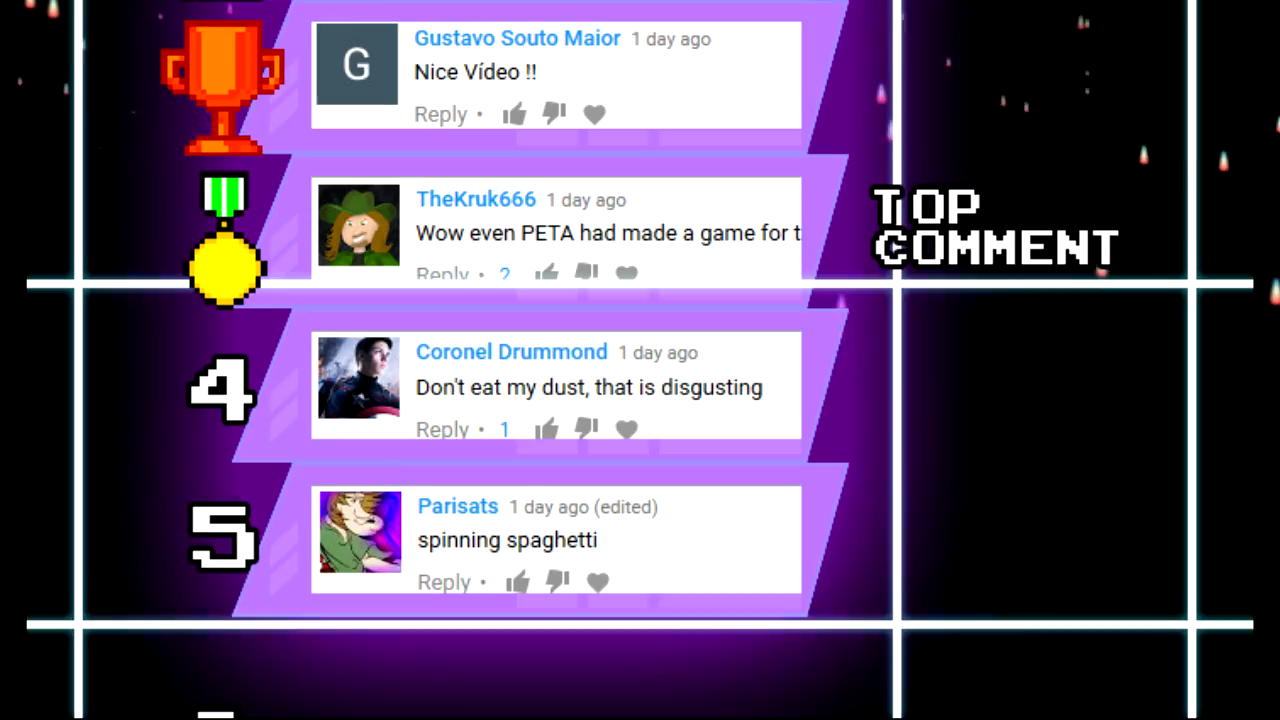 G
Gustavo Souto Maior 1 day ago
Nice Vídeo !!
Reply •
TheKruk666 1 day ago
Wow even PETA had made a game for t
Reply • 2
TOP
COMMENT
4
Coronel Drummond 1 day ago
Don't eat my dust, that is disgusting
Reply • 1
5
Parisats 1 day ago (edited)
spinning spaghetti
Reply •